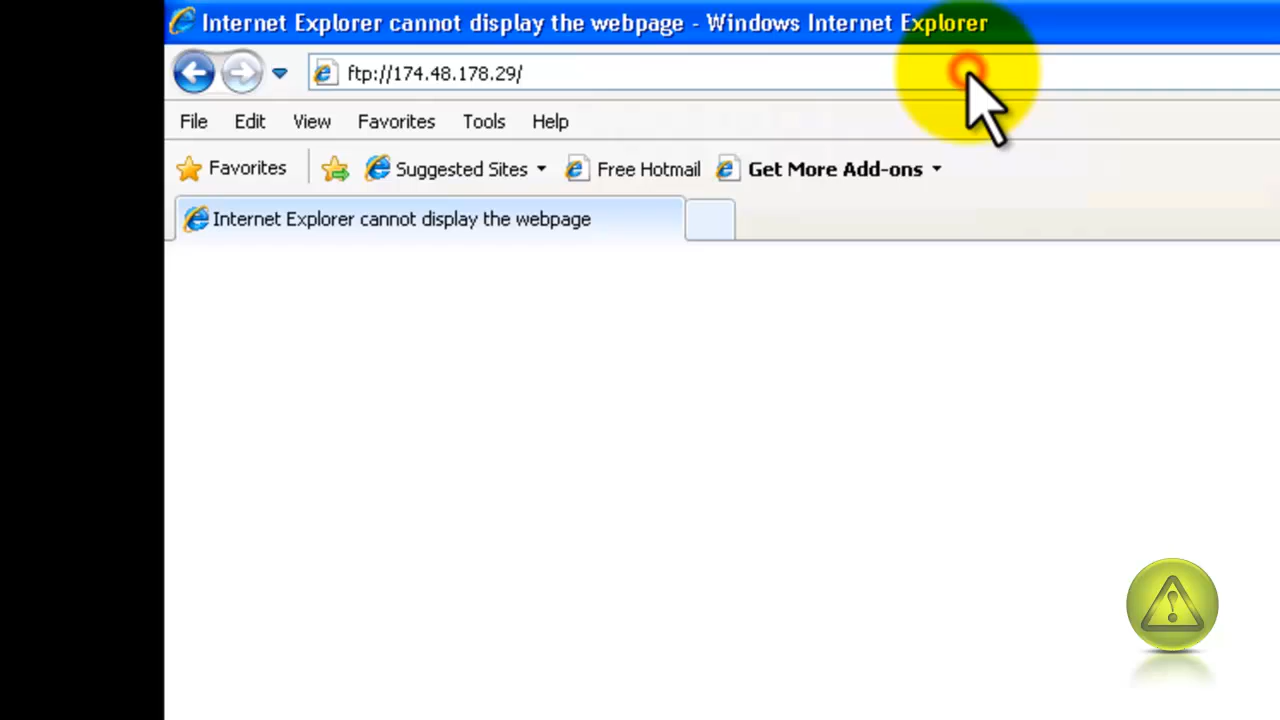 Internet Explorer cannot display the webpage - Windows Internet Explorer
ftp://174.48.178.29/
File Edit View Favorites Tools Help
Favorites Suggested Sites Free Hotmail Get More Add-ons
Internet Explorer cannot display the webpage